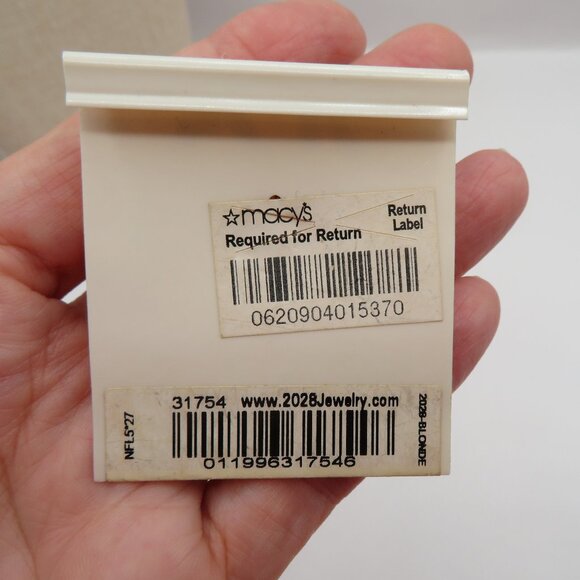 ☆macy's
Return
Label
Required for Return
0620904015370
31754 www.2028Jewelry.com
NFL5*27
2028-BLONDE
011996317546